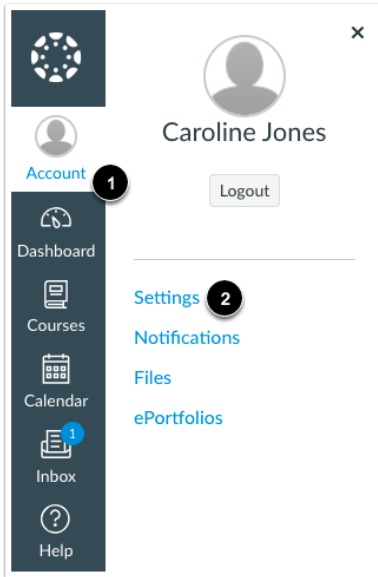 Account
1
Dashboard
Courses
Calendar
1
Inbox
?
Help
×
Caroline Jones
Logout
Settings 2
Notifications
Files
ePortfolios